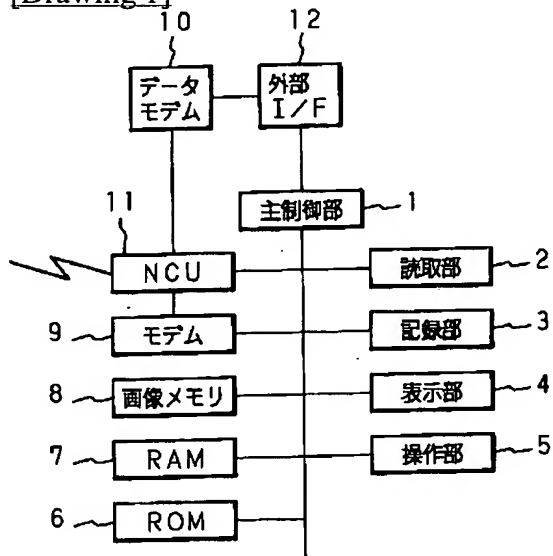 [Drawing 1]
10
12
データ
モデム
外部
I/F
11
主制御部
1
NCU
読取部
2
9
モデム
記録部
3
8
画像メモリ
表示部
4
7
RAM
操作部
5
6
ROM